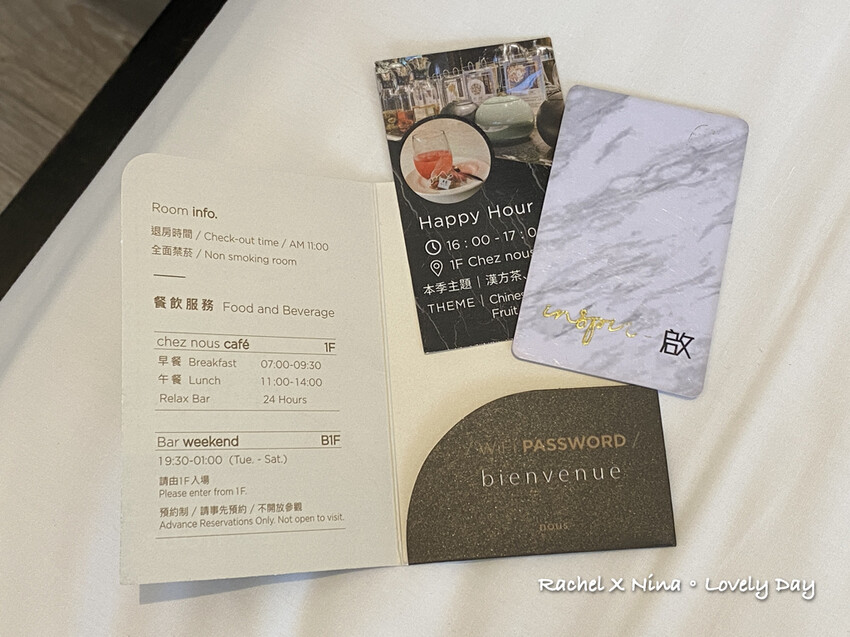 Room info.
退房時間 / Check-out time / AM 11:00
全面禁菸 / Non smoking room
餐飲服務 Food and Beverage
chez nous café 1F
早餐 Breakfast 07:00-09:30
午餐 Lunch 11:00-14:00
Relax Bar 24 Hours
Bar weekend B1F
19:30-01:00 (Tue. - Sat.)
請由1F入場
Please enter from 1F.
預約制 / 請事先預約 / 不開放參觀
Advance Reservations Only. Not open to visit.
Happy Hour
16 : 00 - 17 : 0
1F Chez nous
本季主題 | 漢方茶、
THEME | Chines
Fruit
啟
/ WiFi PASSWORD /
bienvenue
nous
Rachel X Nina。Lovely Day